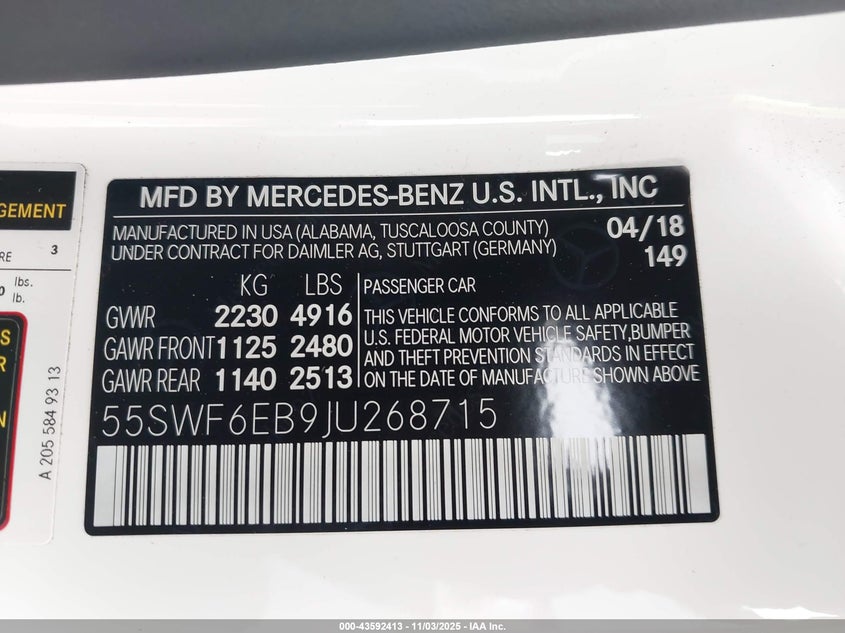 MFD BY MERCEDES-BENZ U.S. INTL., INC
MANUFACTURED IN USA (ALABAMA, TUSCALOOSA COUNTY)
UNDER CONTRACT FOR DAIMLER AG, STUTTGART (GERMANY)
04/18
149
KG LBS
GVWR 2230 4916
GAWR FRONT 1125 2480
GAWR REAR 1140 2513
PASSENGER CAR
THIS VEHICLE CONFORMS TO ALL APPLICABLE
U.S. FEDERAL MOTOR VEHICLE SAFETY,BUMPER
AND THEFT PREVENTION STANDARDS IN EFFECT
ON THE DATE OF MANUFACTURE SHOWN ABOVE
55SWF6EB9JU268715
3
lbs.
lb.
A 205 584 93 13
000-43592413 - 11/03/2025 - IAA Inc.